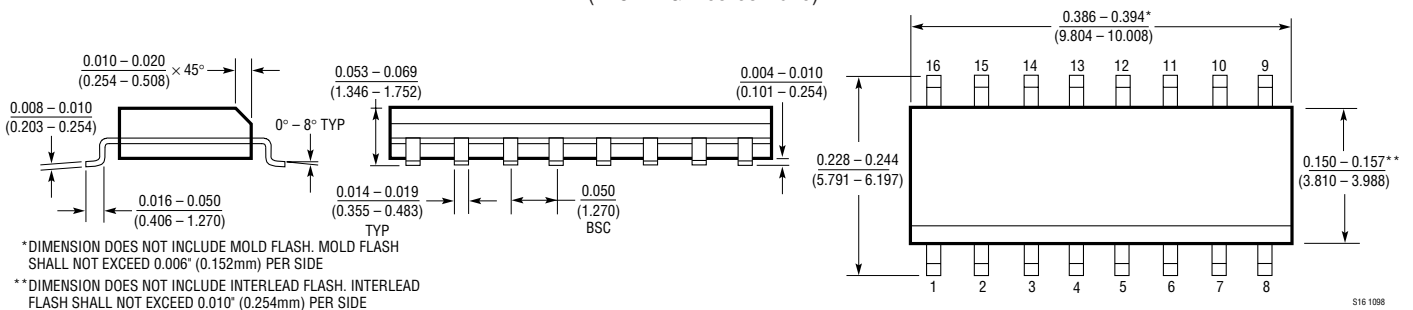 0.386 – 0.394*
(9.804 – 10.008)
0.010 – 0.020
(0.254 – 0.508)
× 45°
0.053 – 0.069
(1.346 – 1.752)
0.004 – 0.010
(0.101 – 0.254)
16 15 14 13 12 11 10 9
0.008 – 0.010
(0.203 – 0.254)
0° – 8° TYP
0.228 – 0.244
(5.791 – 6.197)
0.150 – 0.157**
(3.810 – 3.988)
0.016 – 0.050
(0.406 – 1.270)
0.014 – 0.019
(0.355 – 0.483)
TYP
0.050
(1.270)
BSC
1 2 3 4 5 6 7 8
*DIMENSION DOES NOT INCLUDE MOLD FLASH. MOLD FLASH
SHALL NOT EXCEED 0.006" (0.152mm) PER SIDE
**DIMENSION DOES NOT INCLUDE INTERLEAD FLASH. INTERLEAD
FLASH SHALL NOT EXCEED 0.010" (0.254mm) PER SIDE
S16 1098